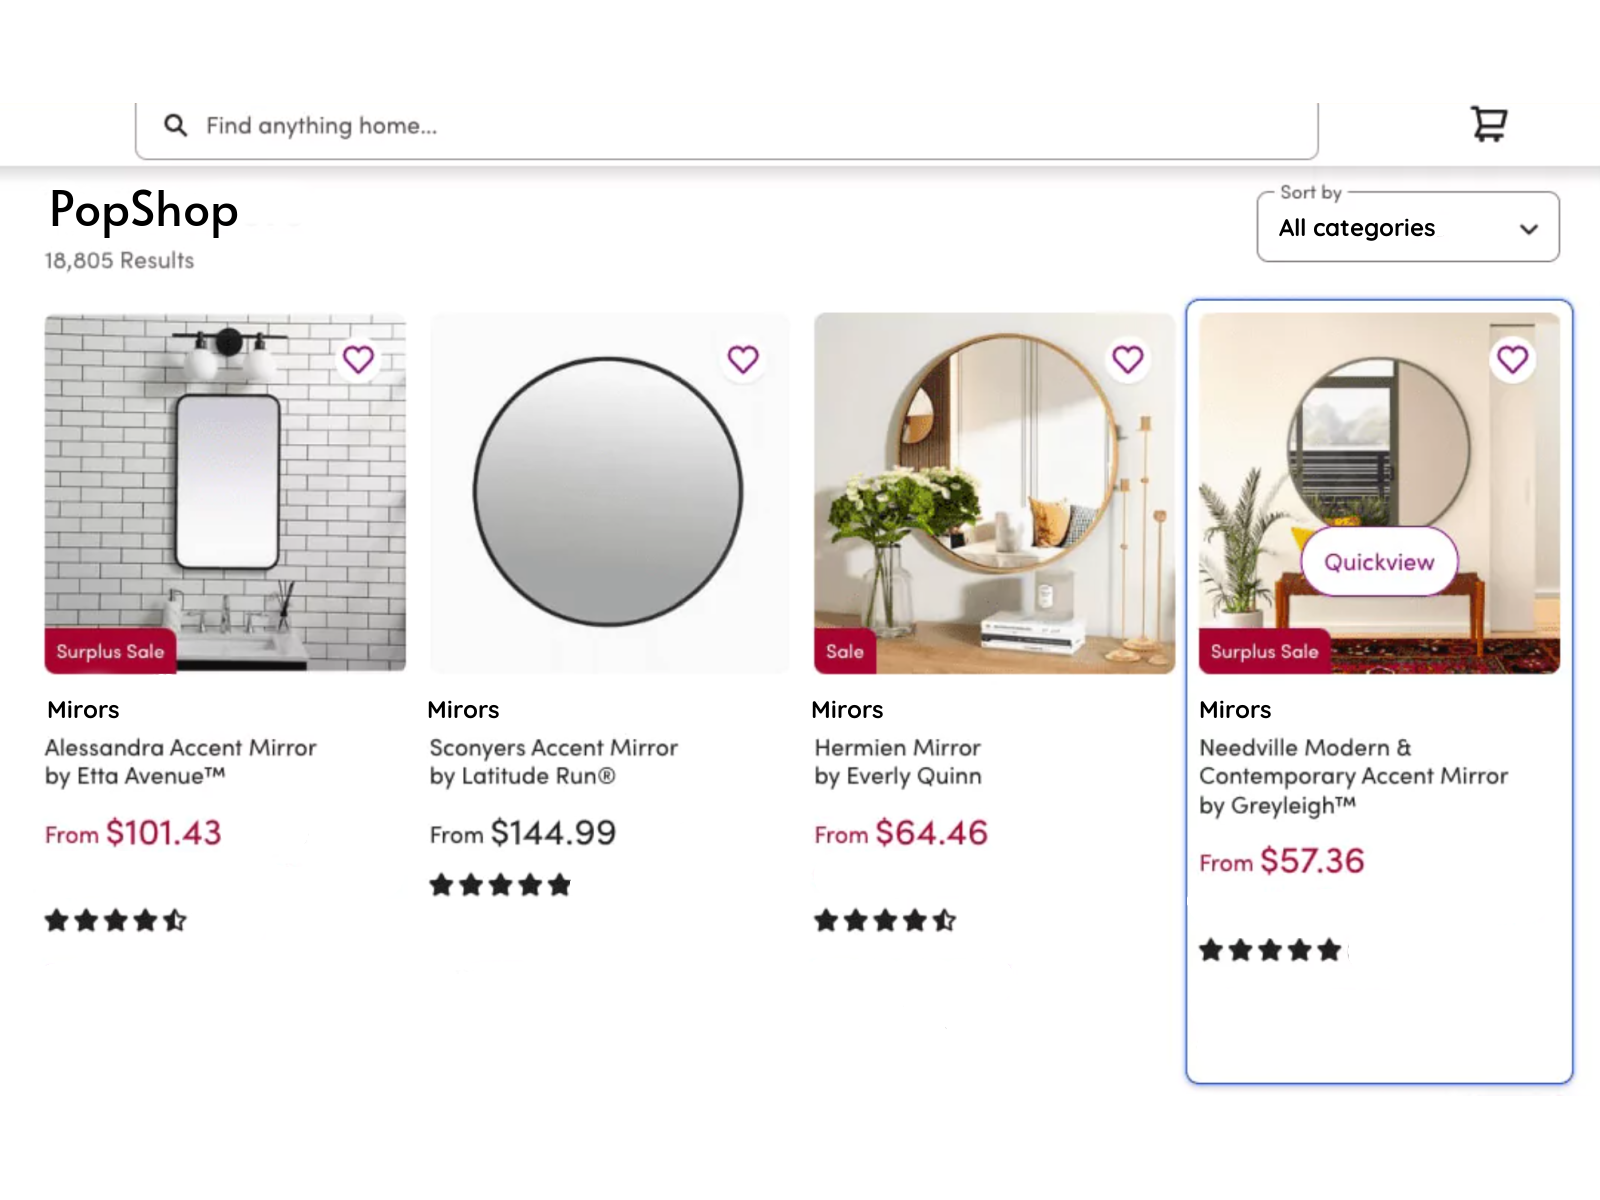 Find anything home...
PopShop
18,805 Results
Sort by
All categories
Surplus Sale
Mirors
Alessandra Accent Mirror
by Etta Avenue™
From $101.43
Mirors
Sconyers Accent Mirror
by Latitude Run®
From $144.99
Sale
Mirors
Hermien Mirror
by Everly Quinn
From $64.46
Quickview
Surplus Sale
Mirors
Needville Modern &
Contemporary Accent Mirror
by Greyleigh™
From $57.36